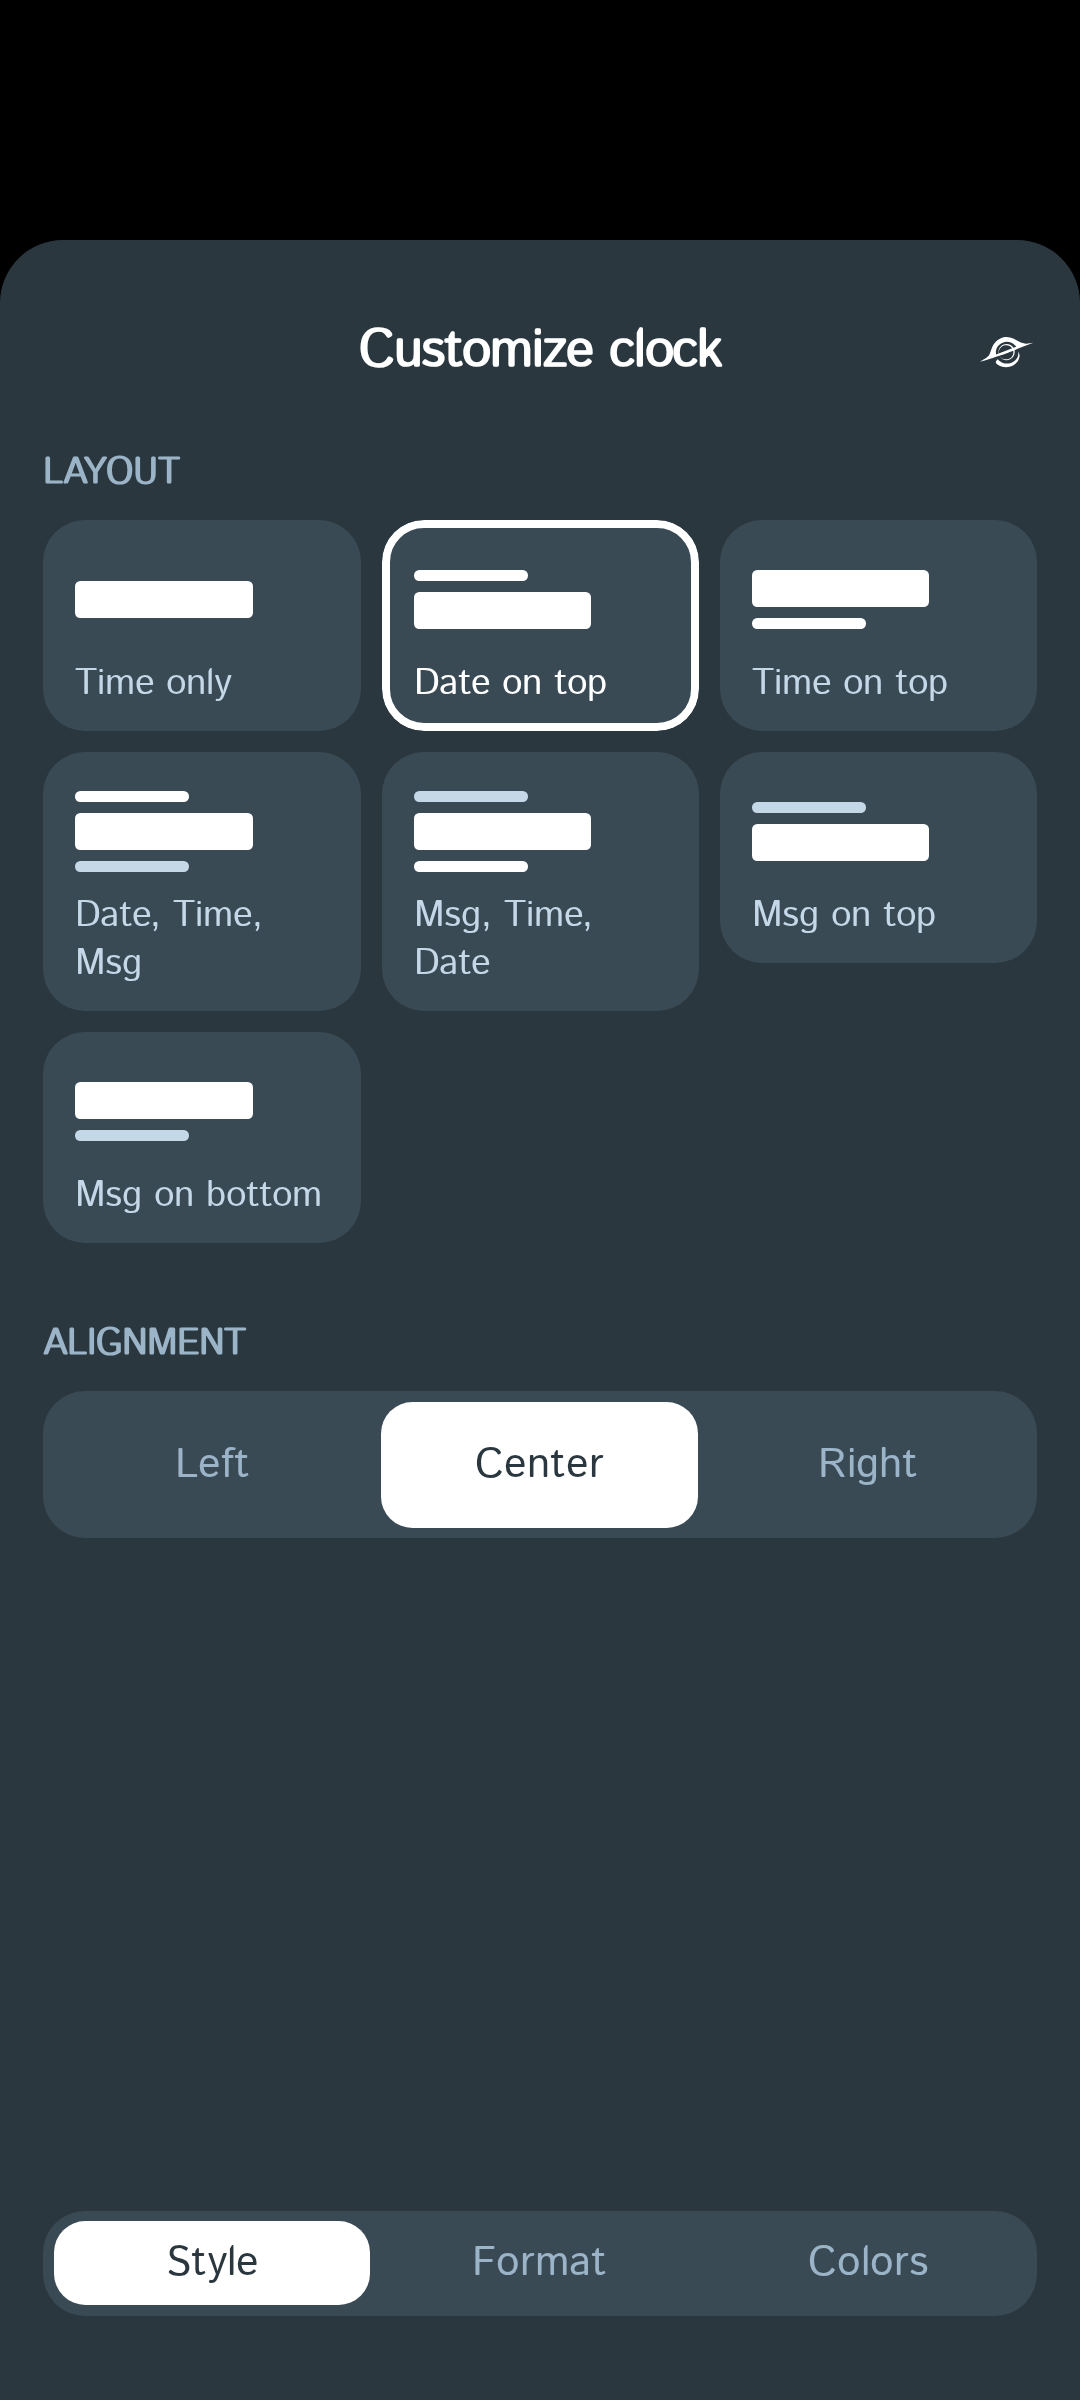 Customize clock
LAYOUT
Time only
Date on top
Time on top
Date, Time,
Msg
Msg, Time,
Date
Msg on top
Msg on bottom
ALIGNMENT
Left
Center
Right
Style
Format
Colors